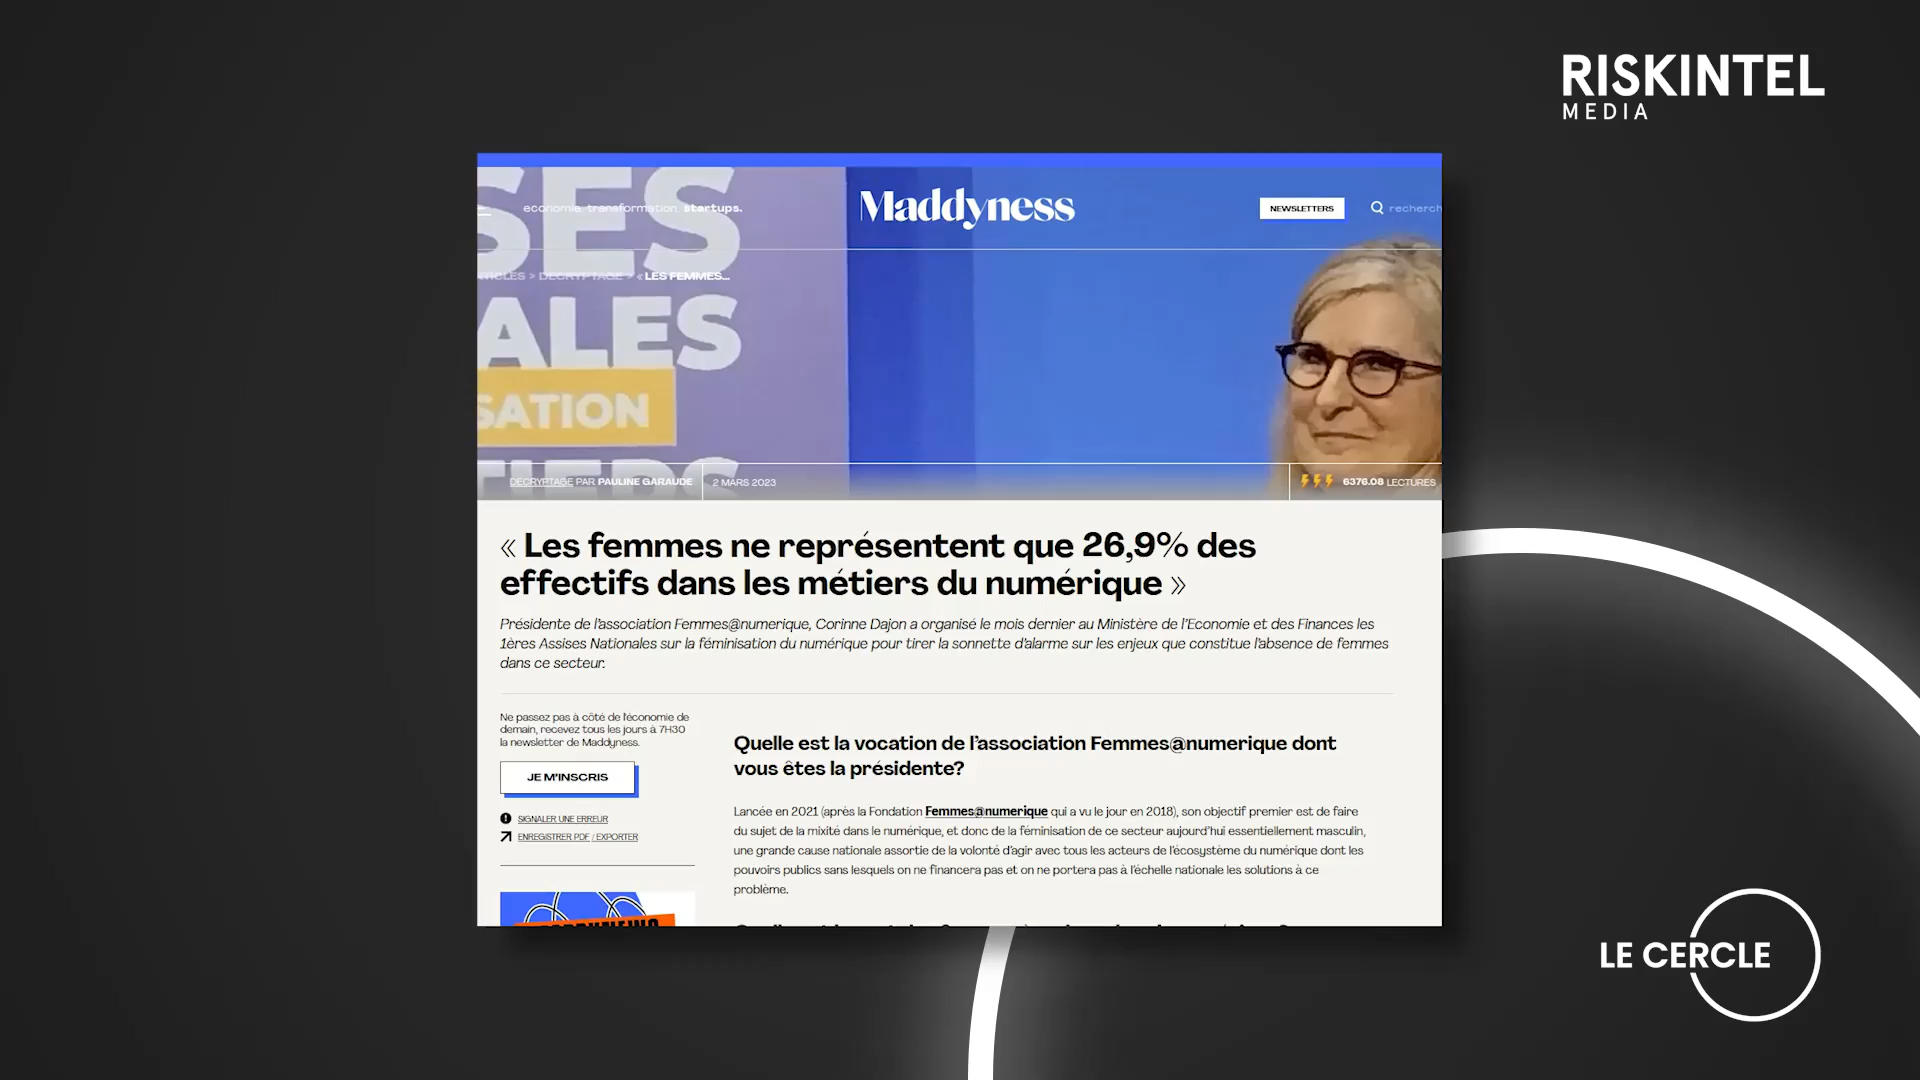 RISKINTEL
MEDIA
SES
ALES
SATION
economie. transformation. startups.
Maddyness
NEWSLETTERS
recherch
ARTICLES > DECRYPTAGE > « LES FEMMES...
DECRYPTAGE PAR PAULINE GARAUDE
2 MARS 2023
6376.08 LECTURES
« Les femmes ne représentent que 26,9% des
effectifs dans les métiers du numérique »
Présidente de l'association Femmes@numerique, Corinne Dajon a organisé le mois dernier au Ministère de l'Economie et des Finances les
1ères Assises Nationales sur la féminisation du numérique pour tirer la sonnette d'alarme sur les enjeux que constitue l'absence de femmes
dans ce secteur.
Ne passez pas à côté de l'économie de
demain, recevez tous les jours à 7H30
la newsletter de Maddyness.
JE M'INSCRIS
SIGNALER UNE ERREUR
ENREGISTRER PDF / EXPORTER
Quelle est la vocation de l'association Femmes@numerique dont
vous êtes la présidente?
Lancée en 2021 (après la Fondation Femmes@numerique qui a vu le jour en 2018), son objectif premier est de faire
du sujet de la mixité dans le numérique, et donc de la féminisation de ce secteur aujourd'hui essentiellement masculin,
une grande cause nationale assortie de la volonté d'agir avec tous les acteurs de l'écosystème du numérique dont les
pouvoirs publics sans lesquels on ne financera pas et on ne portera pas à l'échelle nationale les solutions à ce
problème.
LE CERCLE